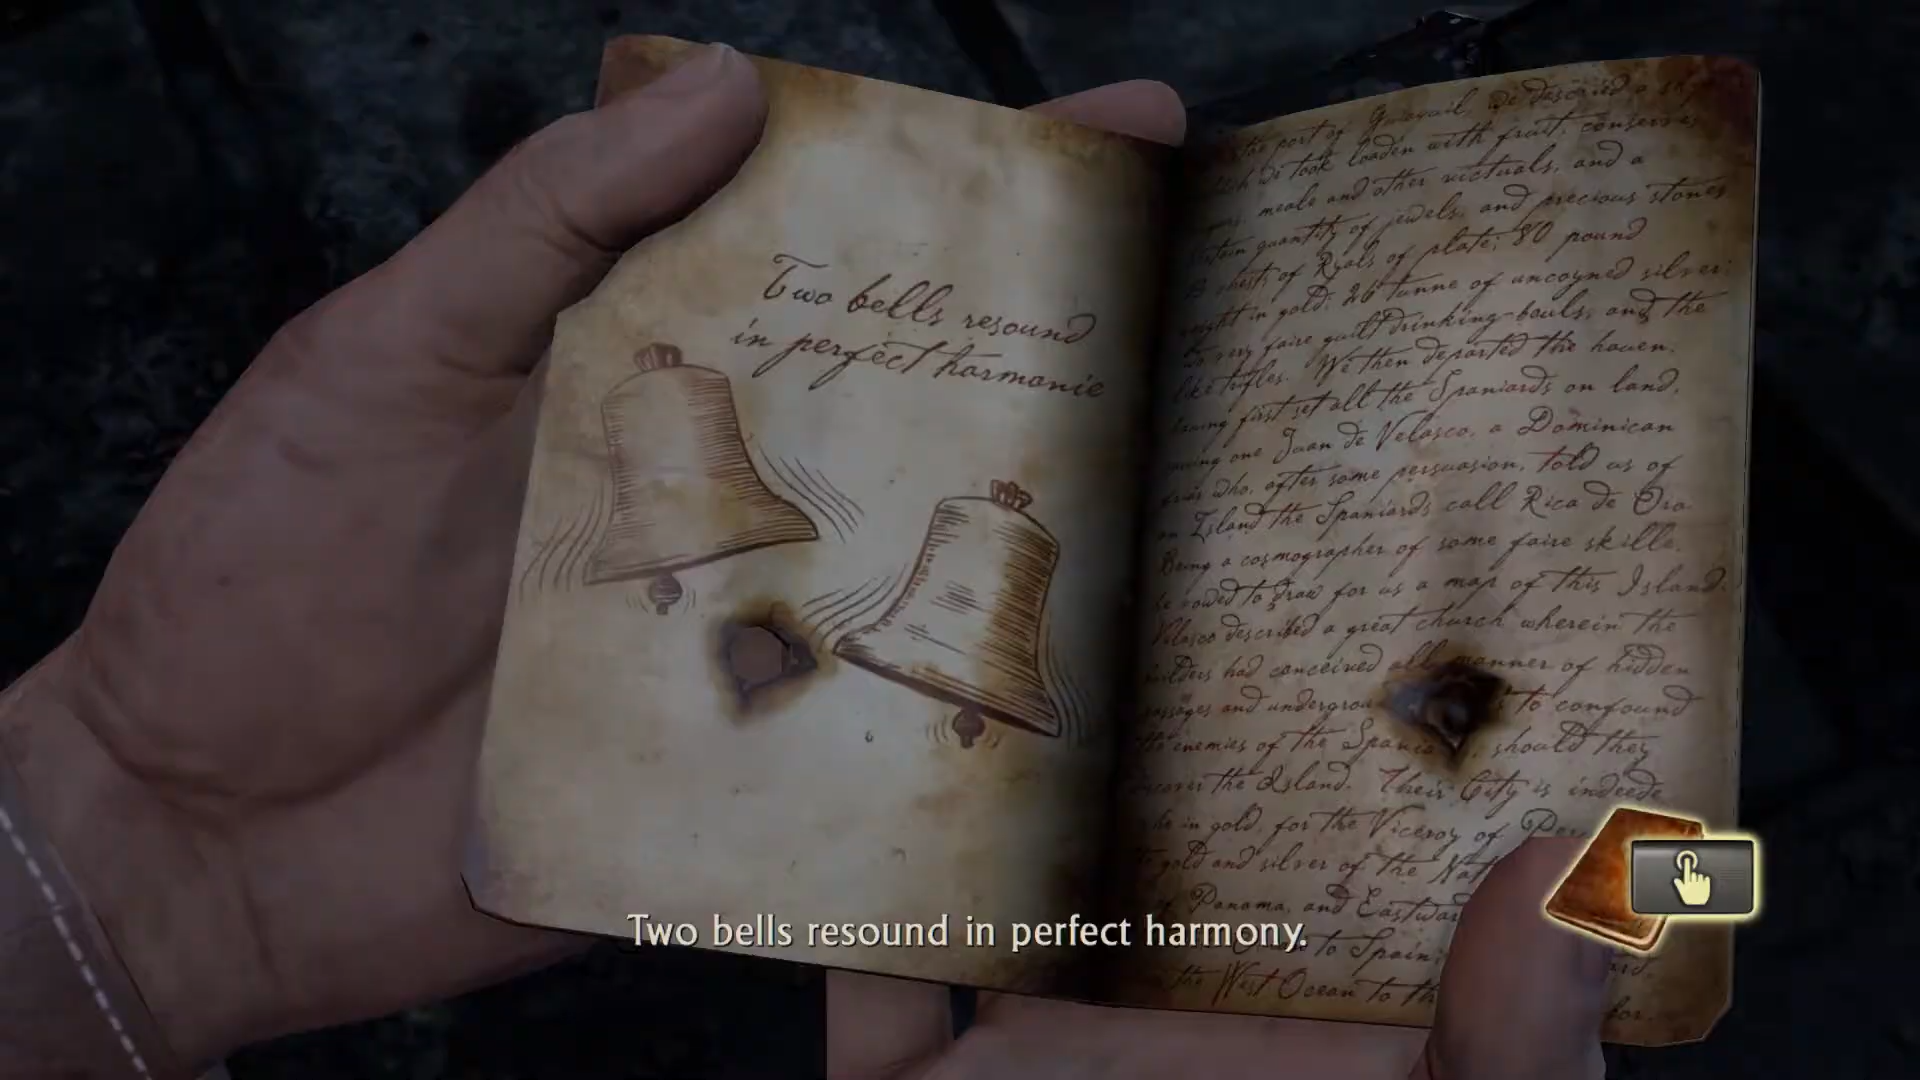 Two bells resound
in perfect harmonie
the port of Guiaquil, we descried a ship
which we took loaden with fruit, conserves,
meale and other victuals, and a
quantity of jewels, and precious stones
chests of Ryals of plate; 80 pound
weight in gold; 26 tunne of uncoyned silver;
very faire guilt drinking-bouls, and the
like trifles. We then departed the haven,
having first set all the Spaniards on land,
saving one Juan de Velasco, a Dominican
friar who, after some persuasion, told us of
an Island the Spaniards call Rica de Oro.
Being a cosmographer of some faire skille,
he vowed to draw for us a map of this Island.
Velasco described a great church wherein the
builders had conceived all manner of hidden
passages and undergrou to confound
the enemies of the Spania, should they
discover the Island. Their City is indeede
in gold, for the Viceroy of
gold and silver of the
of Panama, and
to Spain;
the West Ocean to
Two bells resound in perfect harmony.